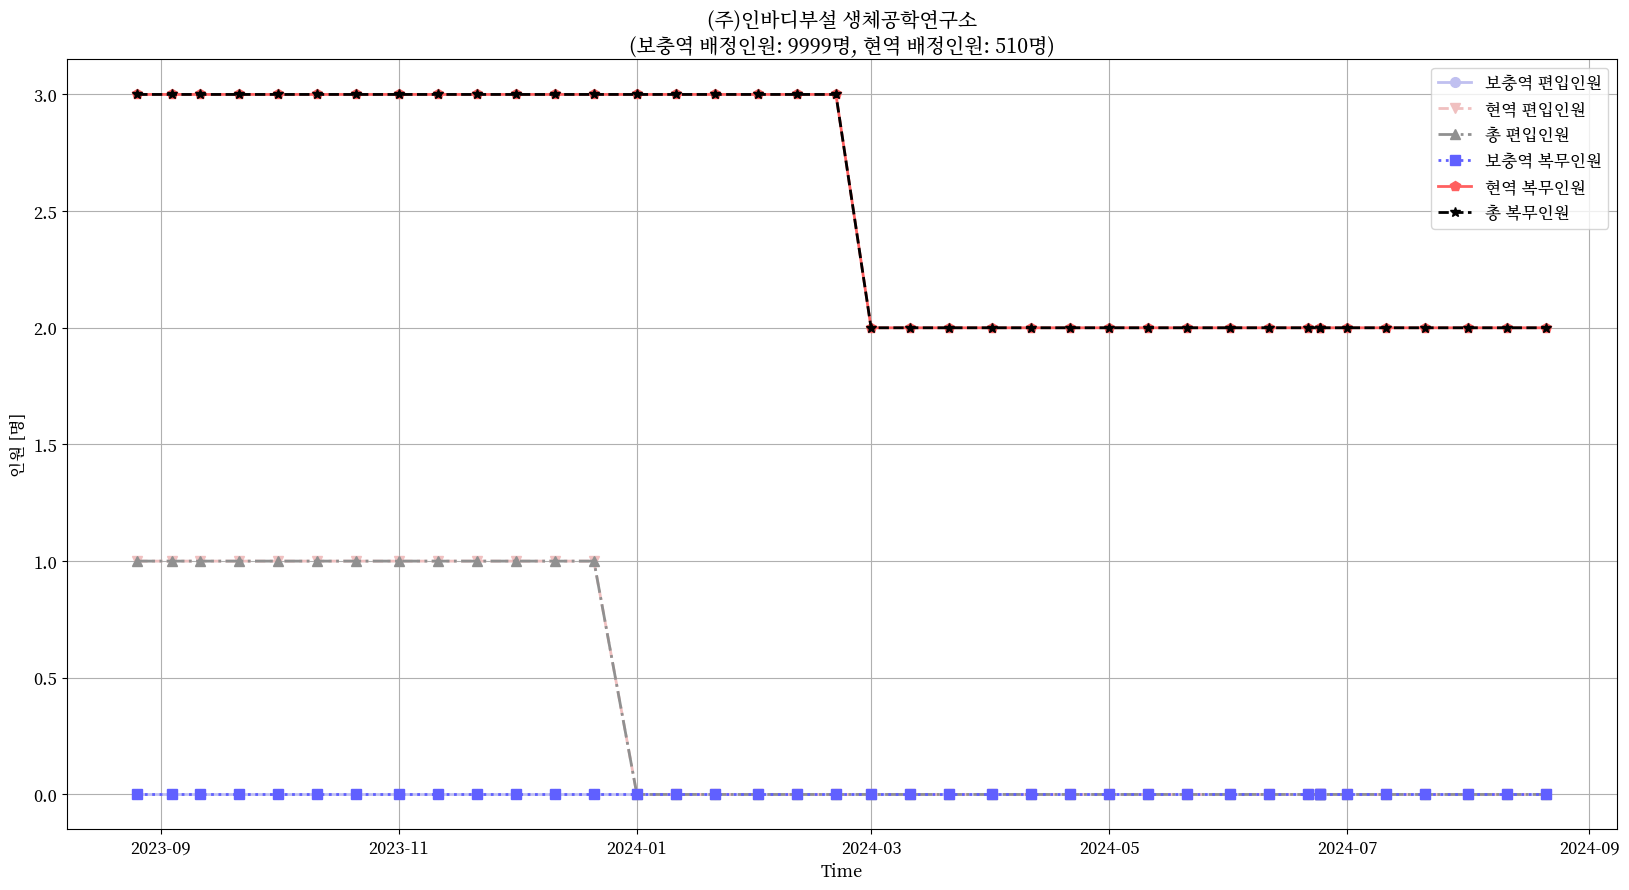 (주)인바디부설 생체공학연구소
(보충역 배정인원: 9999명, 현역 배정인원: 510명)
보충역 편입인원
현역 편입인원
총 편입인원
보충역 복무인원
현역 복무인원
총 복무인원
3.0
2.5
2.0
1.5
1.0
0.5
0.0
인원 [명]
2023-09
2023-11
2024-01
2024-03
2024-05
2024-07
2024-09
Time